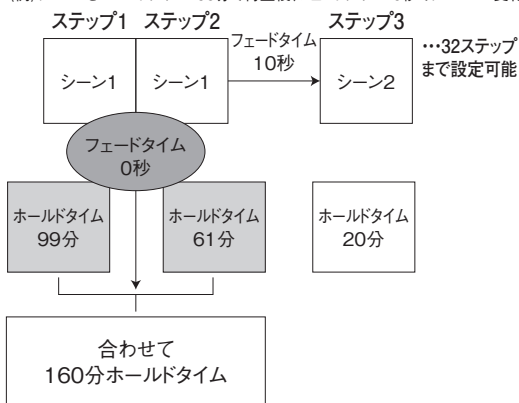 ステップ1 ステップ2 ステップ3
フェードタイム
10秒
…32ステップ
まで設定可能
シーン1 シーン1 シーン2
フェードタイム
0秒
ホールドタイム
99分
ホールドタイム
61分
ホールドタイム
20分
合わせて
160分ホールドタイム